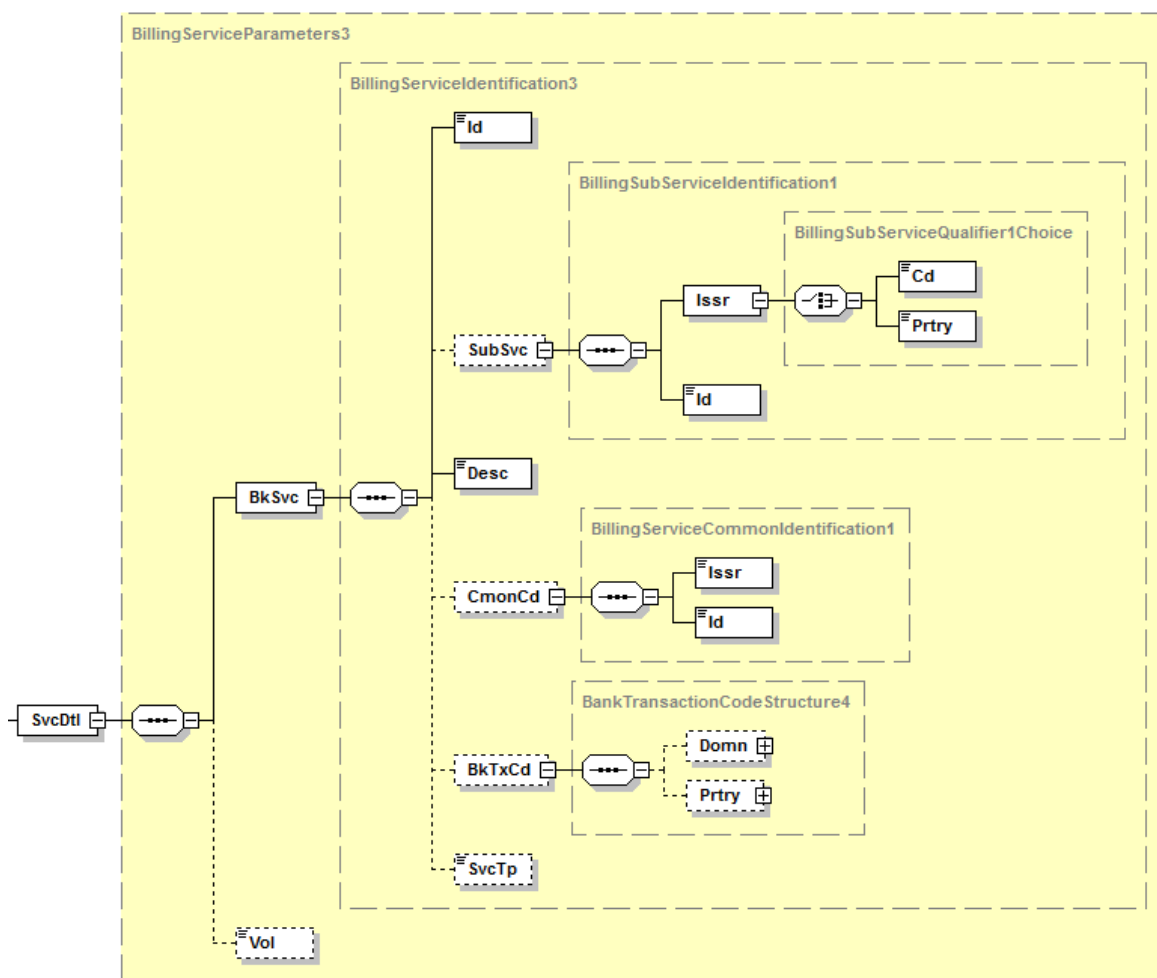 BillingServiceParameters3
BillingServiceIdentification3
Id
BillingSubServiceIdentification1
BillingSubServiceQualifier1Choice
Cd
Issr
Prtry
SubSvc
Id
Desc
BkSvc
BillingServiceCommonIdentification1
Issr
CmonCd
Id
BankTransactionCodeStructure4
SvcDtl
Domn
BkTxCd
Prtry
SvcTp
Vol